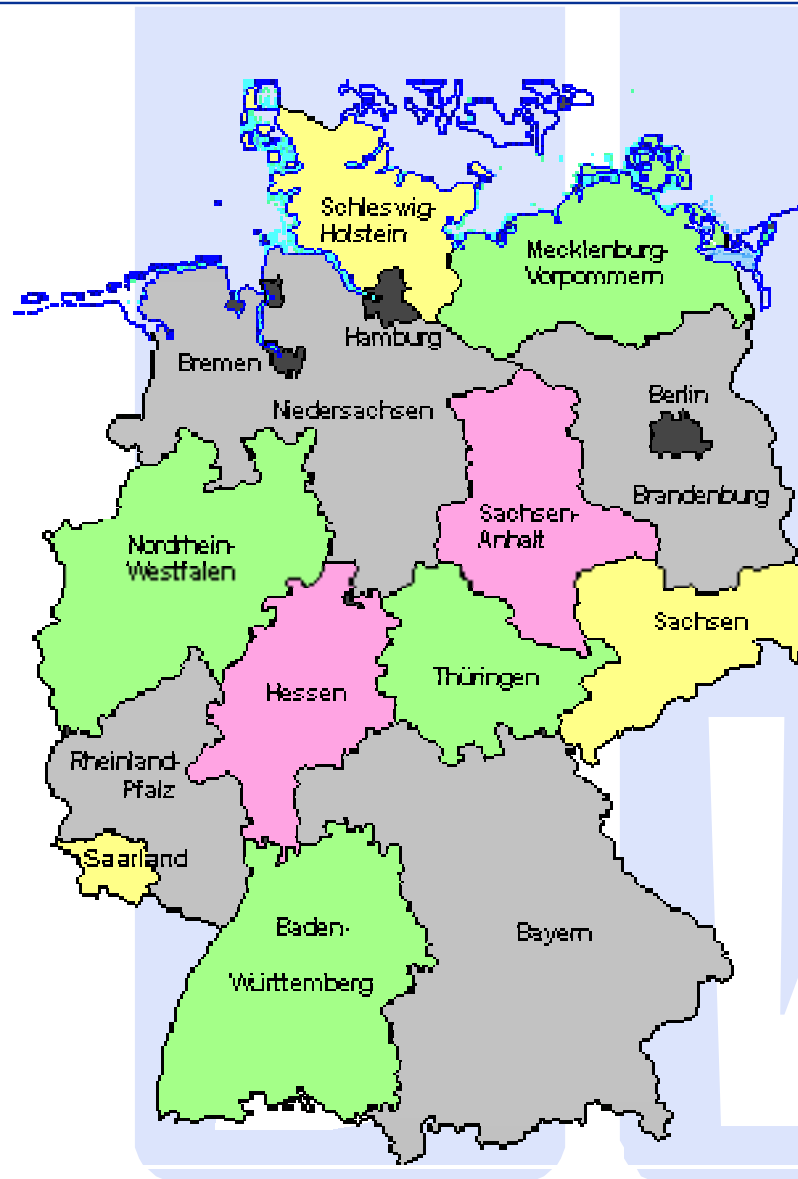 Schleswig-
Holstein
Mecklenburg-
Vorpommern
Hamburg
Bremen
Berlin
Niedersachsen
Brandenburg
Sachsen-
Anhalt
Nordrhein-
Westfalen
Sachsen
Thüringen
Hessen
Rheinland-
Pfalz
Saarland
Baden-
Württemberg
Bayern